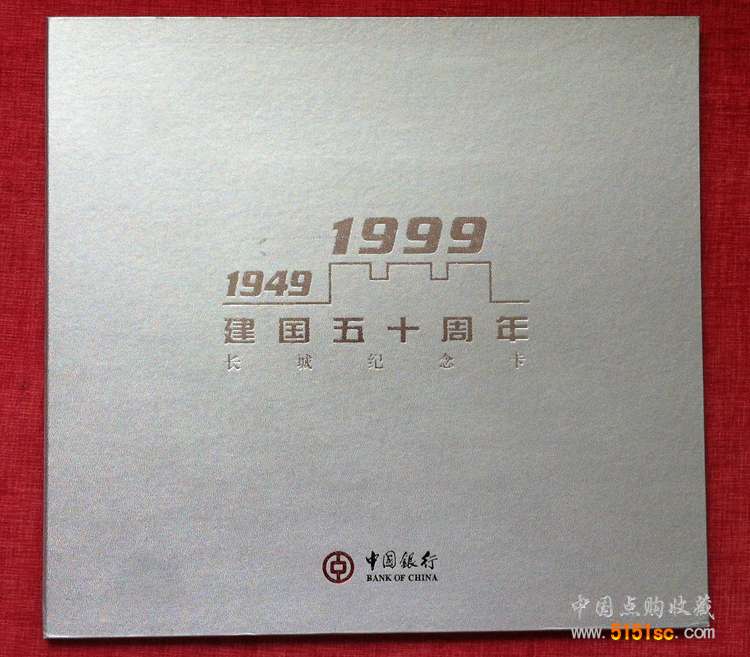 1999
1949
建国五十周年
长城纪念卡
中国银行
BANK OF CHINA
中国点购收藏
www.5151sc.com